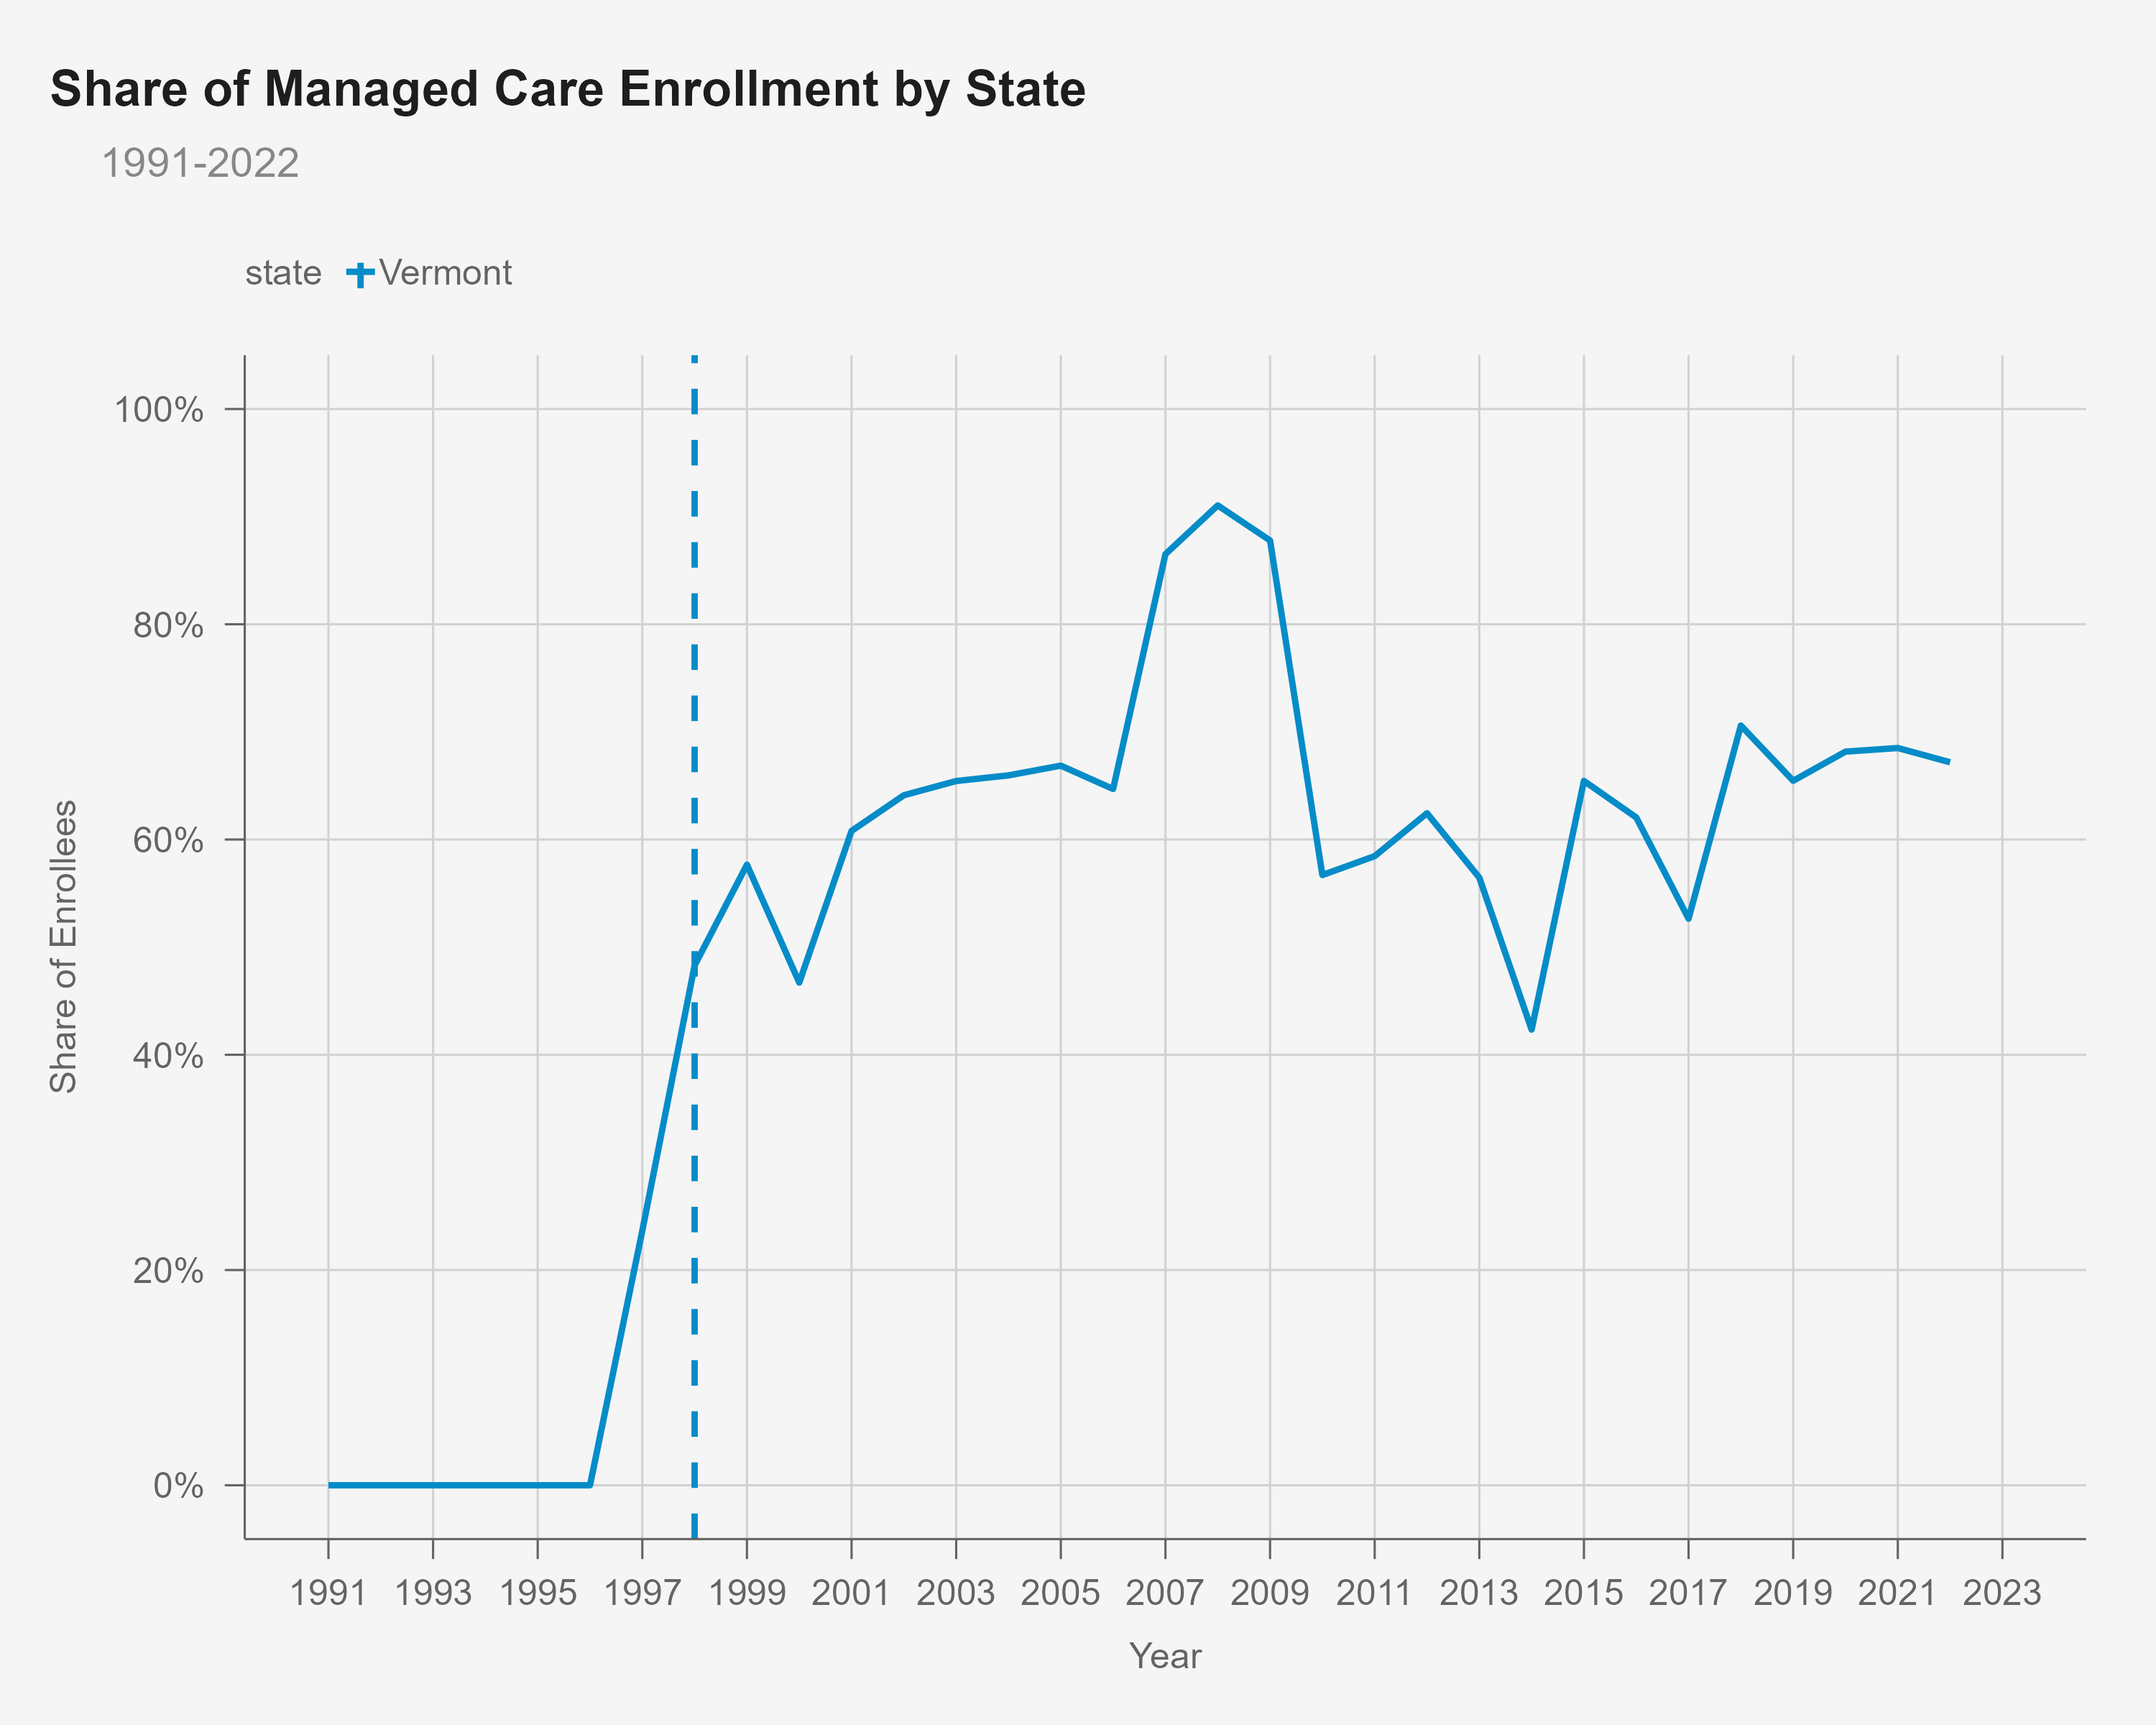 Share of Managed Care Enrollment by State
1991-2022
state Vermont
100%
80%
60%
40%
20%
0%
Share of Enrollees
1991 1993 1995 1997 1999 2001 2003 2005 2007 2009 2011 2013 2015 2017 2019 2021 2023
Year